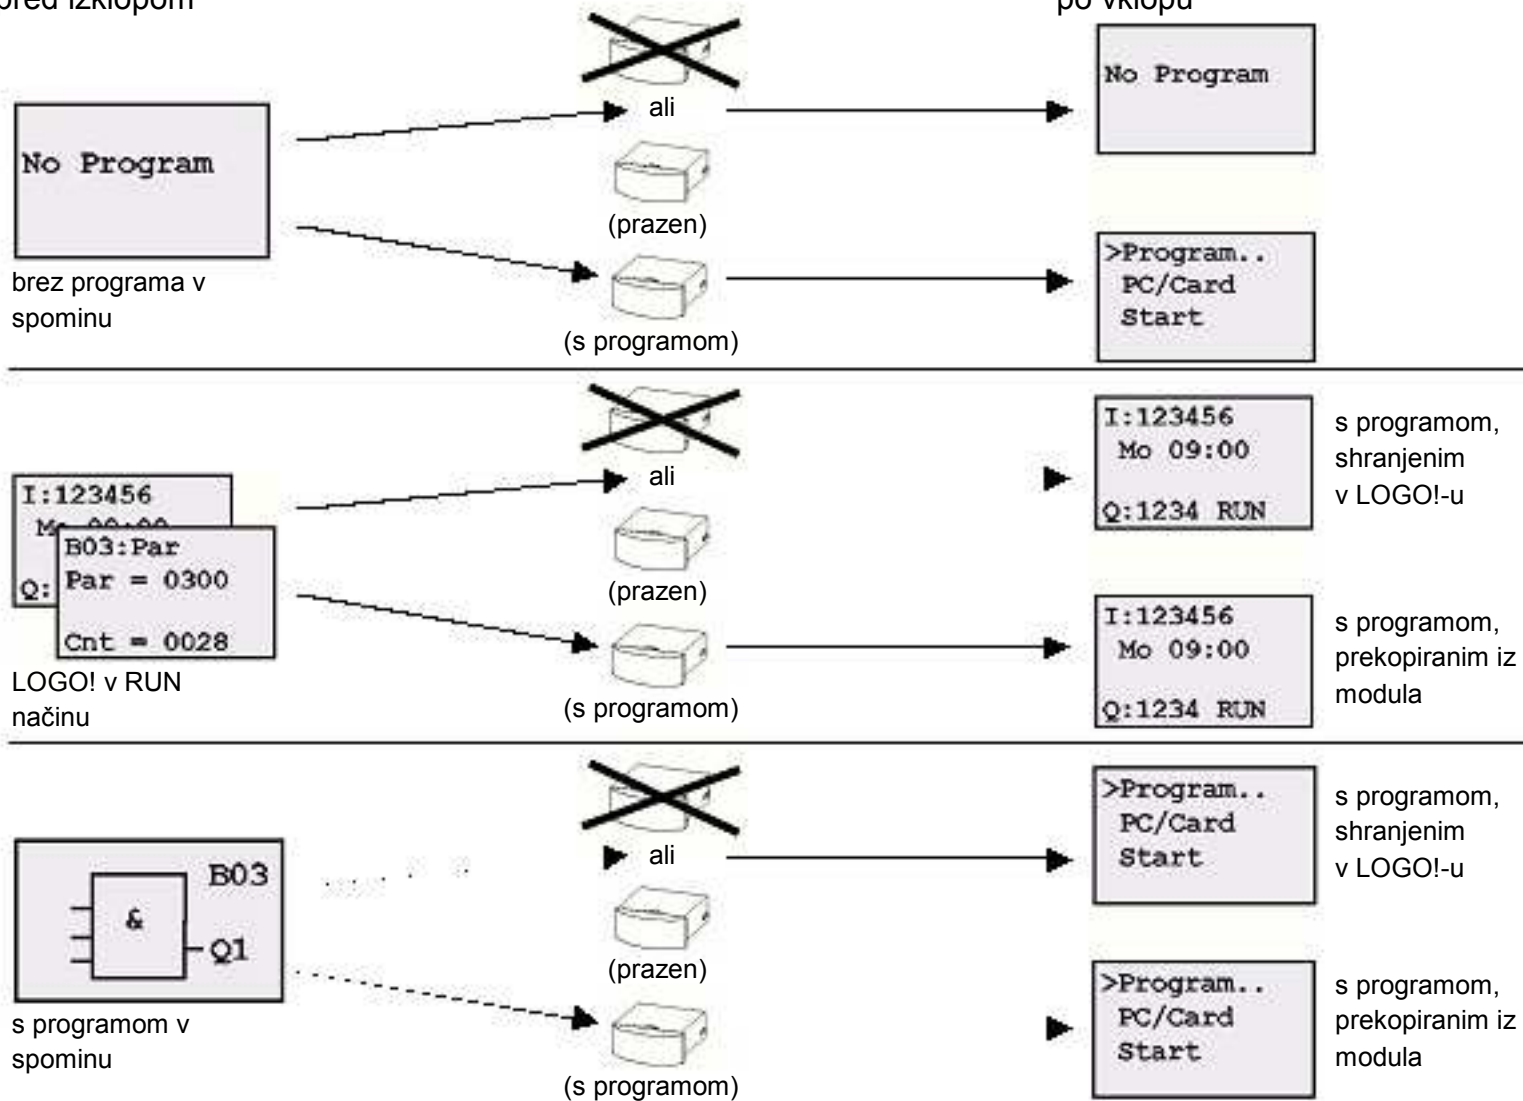 pred izklopom
po vklopu
No Program
ali
No Program
(prazen)
brez programa v
spominu
(s programom)
>Program..
PC/Card
Start
I:123456
Q:
B03:Par
Par = 0300
Cnt = 0028
LOGO! v RUN
načinu
ali
(prazen)
(s programom)
I:123456
Mo 09:00
Q:1234 RUN
s programom,
shranjenim
v LOGO!-u
I:123456
Mo 09:00
Q:1234 RUN
s programom,
prekopiranim iz
modula
B03
&
Q1
s programom v
spominu
ali
(prazen)
(s programom)
>Program..
PC/Card
Start
s programom,
shranjenim
v LOGO!-u
>Program..
PC/Card
Start
s programom,
prekopiranim iz
modula